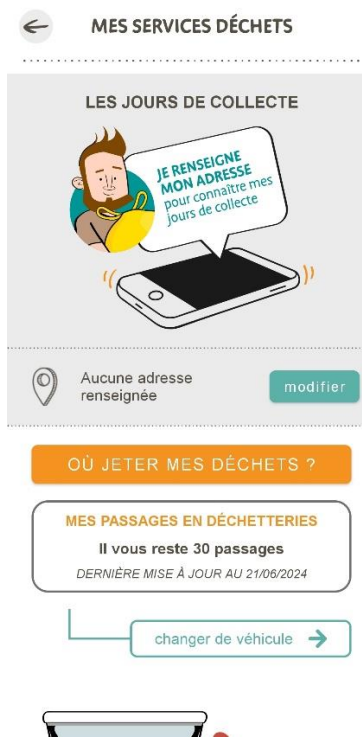 MES SERVICES DÉCHETS
LES JOURS DE COLLECTE
JE RENSEIGNE
MON ADRESSE
pour connaître mes
jours de collecte
Aucune adresse
renseignée
modifier
OÙ JETER MES DÉCHETS ?
MES PASSAGES EN DÉCHETTERIES
Il vous reste 30 passages
DERNIÈRE MISE À JOUR AU 21/06/2024
changer de véhicule